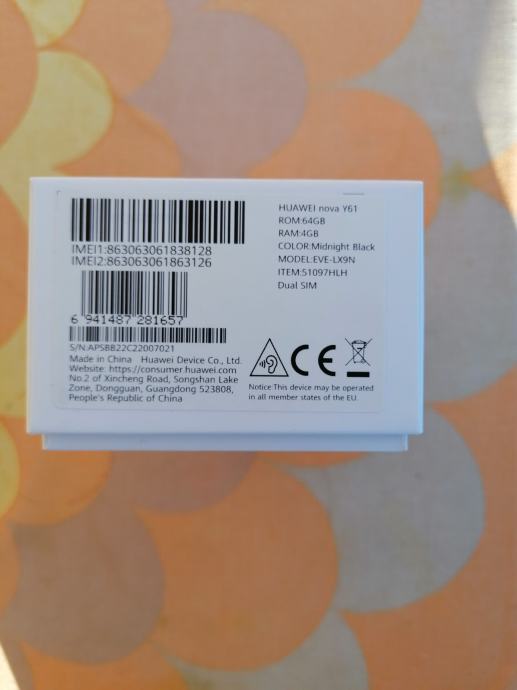 IMEI1:863063061838128
IMEI2:863063061863126
6 941487 281657
S/N:APSBB22C22007021
Made in China Huawei Device Co., Ltd.
Website: https://consumer.huawei.com
No.2 of Xincheng Road, Songshan Lake
Zone, Dongguan, Guangdong 523808,
People's Republic of China
HUAWEI nova Y61
ROM:64GB
RAM:4GB
COLOR:Midnight Black
MODEL:EVE-LX9N
ITEM:51097HLH
Dual SIM
CE
Notice:This device may be operated
in all member states of the EU.